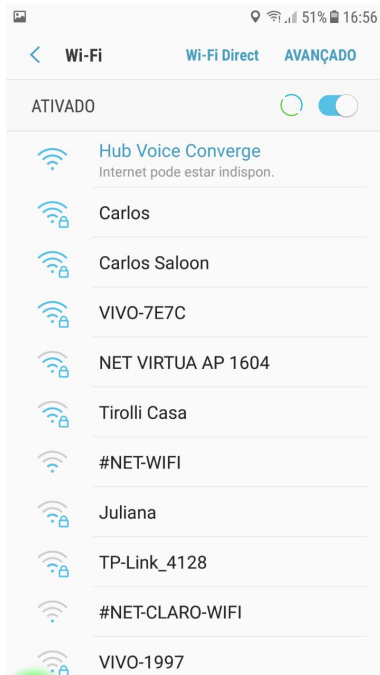 51% 16:56
Wi-Fi Wi-Fi Direct AVANÇADO
ATIVADO
Hub Voice Converge
Internet pode estar indispon.
Carlos
Carlos Saloon
VIVO-7E7C
NET VIRTUA AP 1604
Tirolli Casa
#NET-WIFI
Juliana
TP-Link_4128
#NET-CLARO-WIFI
VIVO-1997